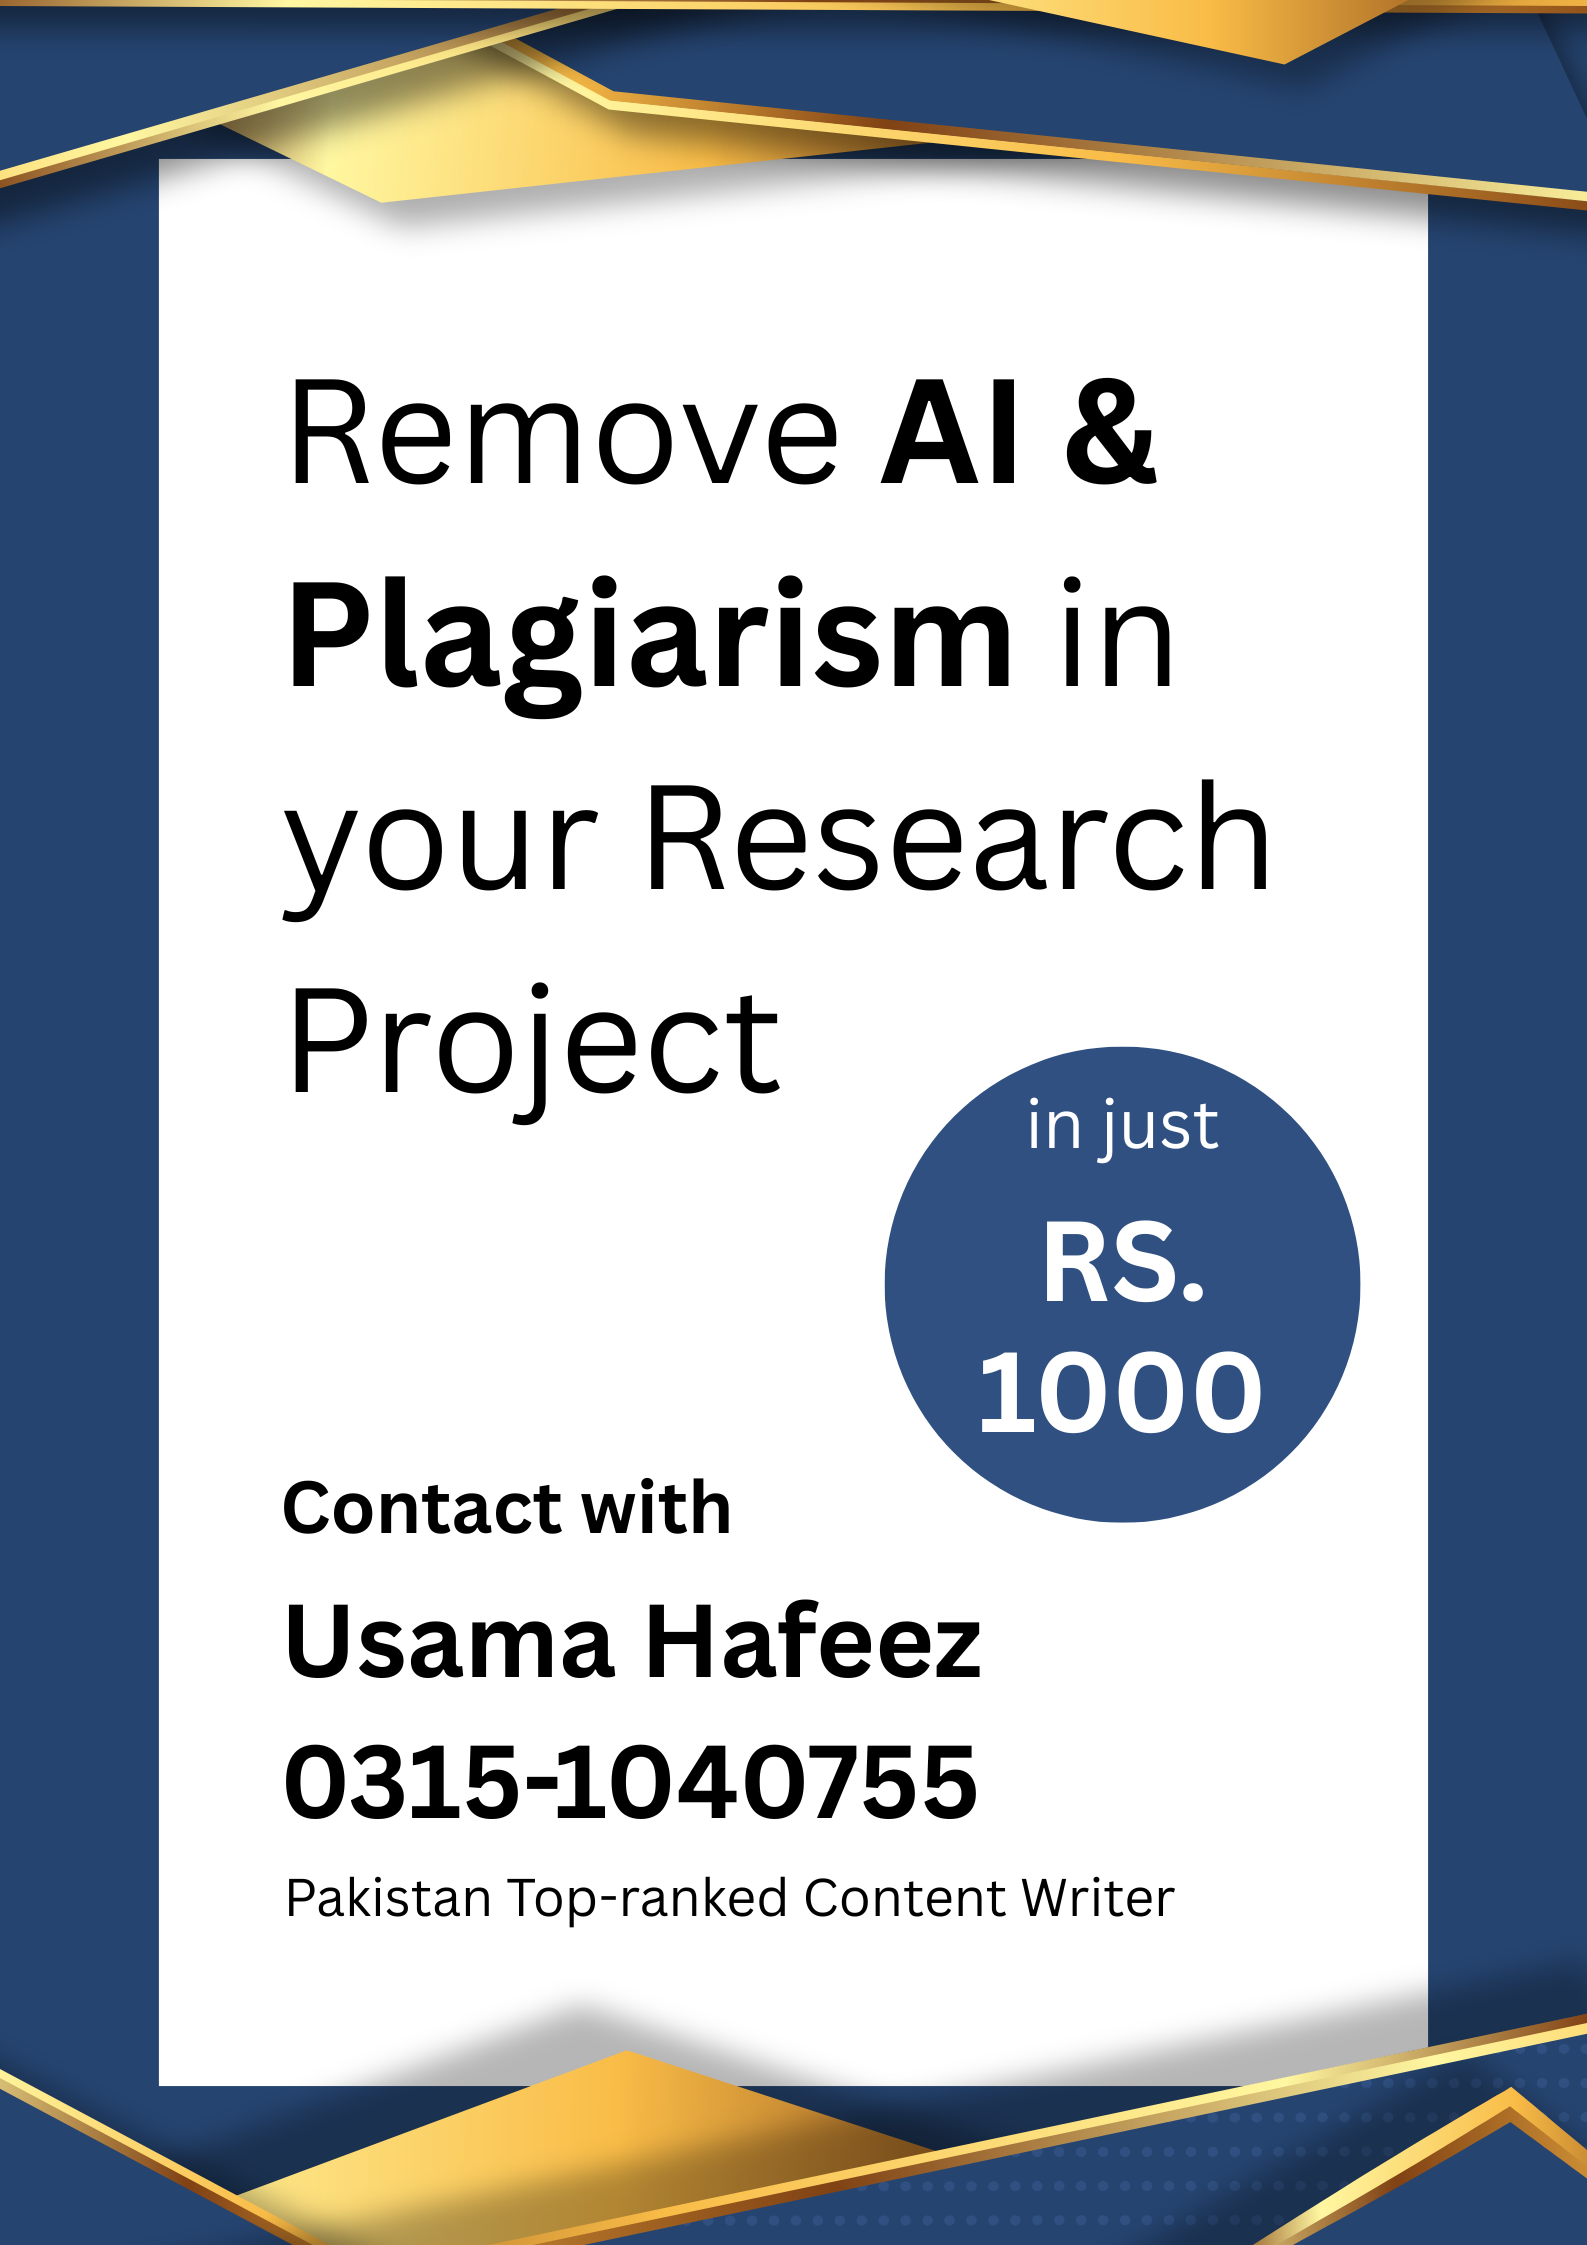 Remove AI &
Plagiarism in
your Research
Project
in just
RS.
1000
Contact with
Usama Hafeez
0315-1040755
Pakistan Top-ranked Content Writer